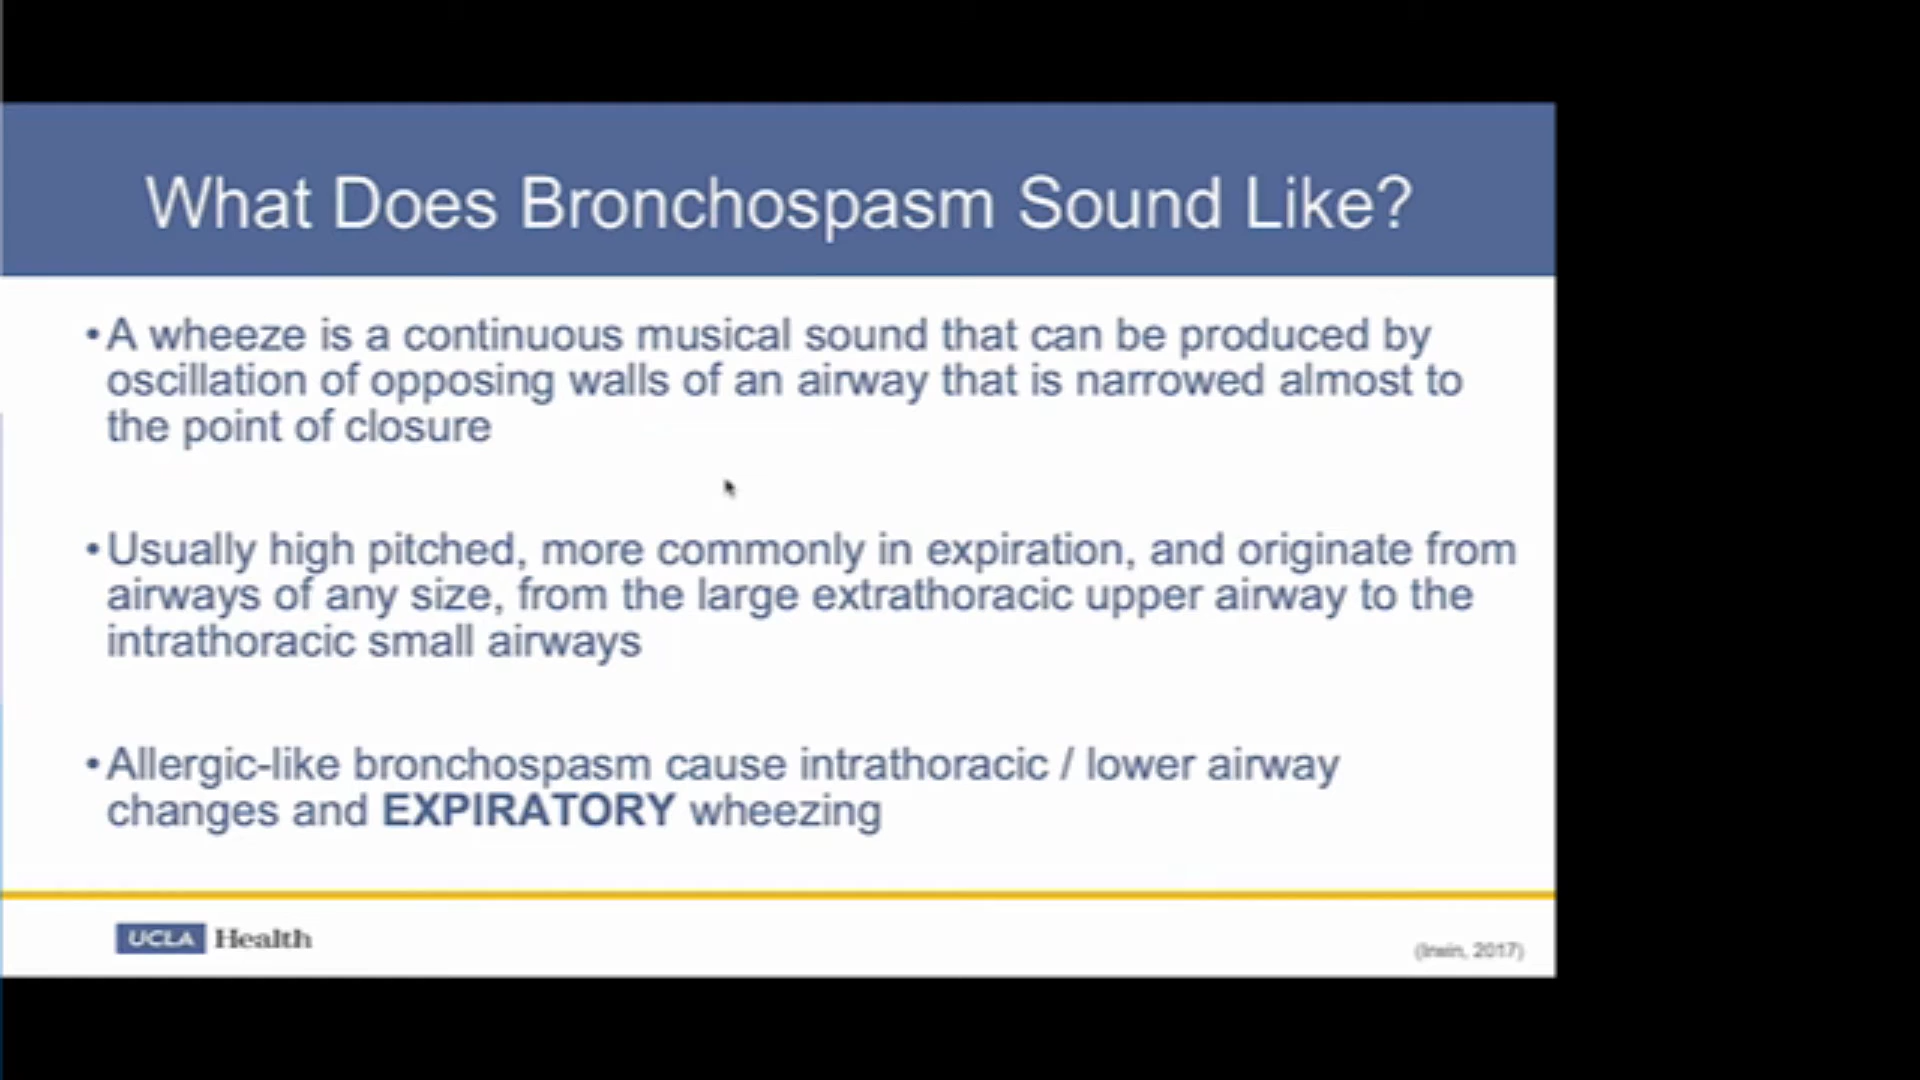 What Does Bronchospasm Sound Like?
•A wheeze is a continuous musical sound that can be produced by
oscillation of opposing walls of an airway that is narrowed almost to
the point of closure
•Usually high pitched, more commonly in expiration, and originate from
airways of any size, from the large extrathoracic upper airway to the
intrathoracic small airways
•Allergic-like bronchospasm cause intrathoracic / lower airway
changes and EXPIRATORY wheezing
UCLA Health
(Irwin, 2017)